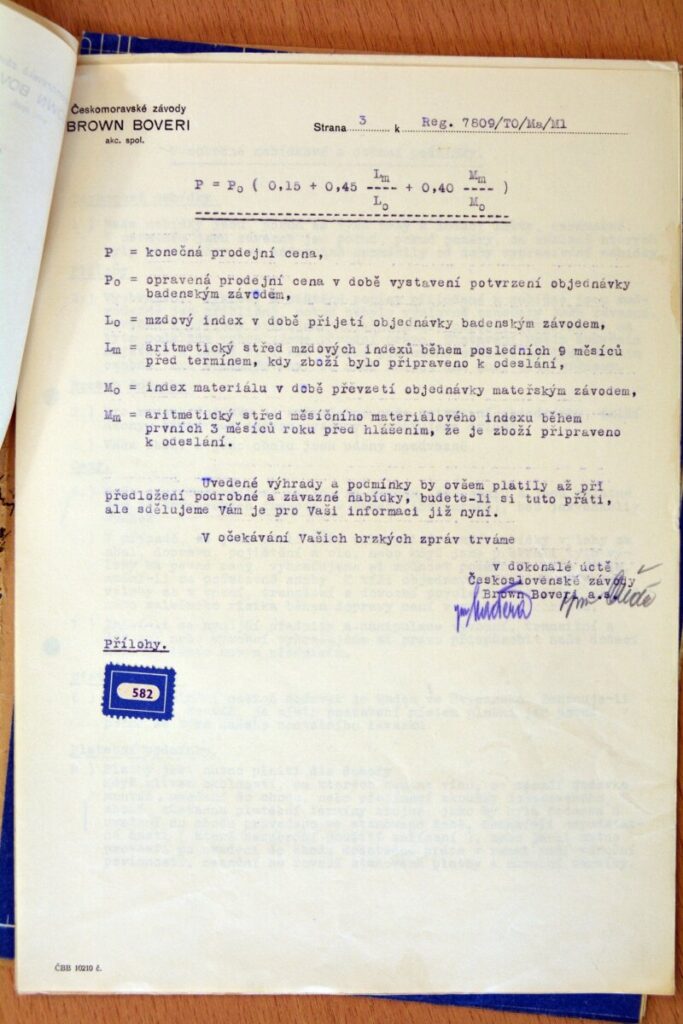 Českomoravské závody
BROWN BOVERI
akc. spol.
Strana 3 k Reg. 7809/TO/Ma/Ml
P = Po ( 0,15 + 0,45 Lm/Lo + 0,40 Mm/Mo )
P = konečná prodejní cena,
Po = opravená prodejní cena v době vystavení potvrzení objednávky
badenským závodem,
Lo = mzdový index v době přijetí objednávky badenským závodem,
Lm = aritmetický střed mzdových indexů během posledních 9 měsíců
před termínem, kdy zboží bylo připraveno k odeslání,
Mo = index materiálu v době převzetí objednávky mateřským závodem,
Mm = aritmetický střed měsíčního materiálového indexu během
prvních 3 měsíců roku před hlášením, že je zboží připraveno
k odeslání.
Uvedené výhrady a podmínky by ovšem platily až při
předložení podrobné a závazné nabídky, budete-li si tuto přáti,
ale sdělujeme Vám je pro Vaši informaci již nyní.
V očekávání Vašich brzkých zpráv trváme
v dokonalé úctě
Československé závody
Brown Boveri a.s.
Přílohy.
582
ČBB 10210 č.